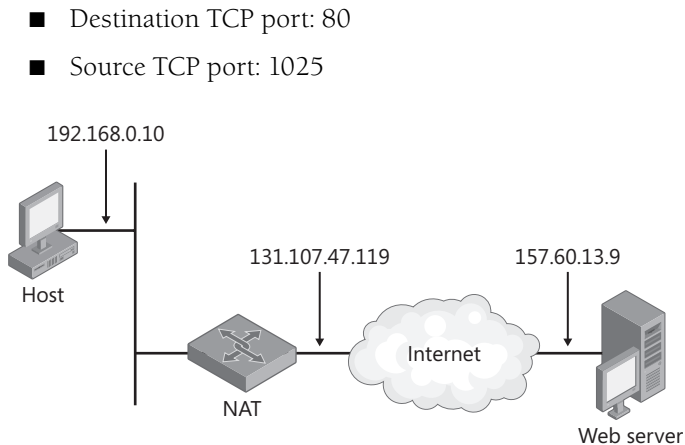 ■ Destination TCP port: 80
■ Source TCP port: 1025
192.168.0.10
131.107.47.119 157.60.13.9
Host
Internet
NAT
Web server